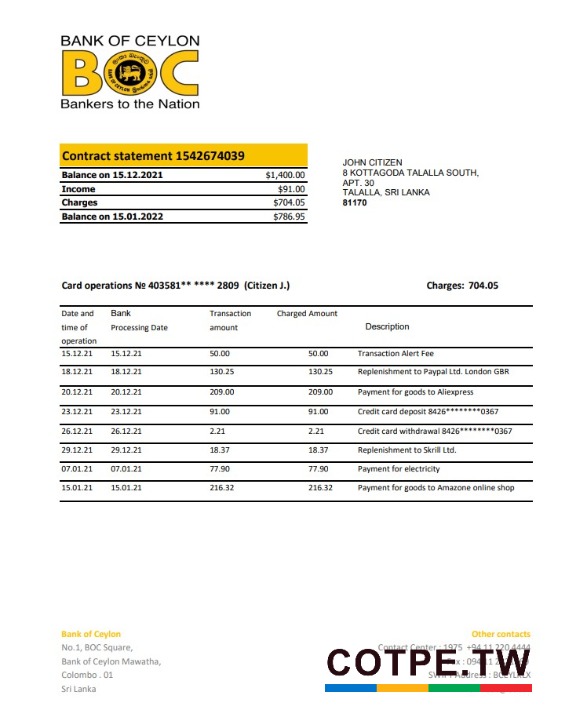 BANK OF CEYLON
BOC
Bankers to the Nation
Contract statement 1542674039
Balance on 15.12.2021 $1,400.00
Income $91.00
Charges $704.05
Balance on 15.01.2022 $786.95
JOHN CITIZEN
8 KOTTAGODA TALALLA SOUTH,
APT. 30
TALALLA, SRI LANKA
81170
Card operations № 403581** **** 2809 (Citizen J.) Charges: 704.05
Date and time of operation Bank Processing Date Transaction amount Charged Amount Description
15.12.21 15.12.21 50.00 50.00 Transaction Alert Fee
18.12.21 18.12.21 130.25 130.25 Replenishment to Paypal Ltd. London GBR
20.12.21 20.12.21 209.00 209.00 Payment for goods to Aliexpress
23.12.21 23.12.21 91.00 91.00 Credit card deposit 8426********0367
26.12.21 26.12.21 2.21 2.21 Credit card withdrawal 8426********0367
29.12.21 29.12.21 18.37 18.37 Replenishment to Skrill Ltd.
07.01.21 07.01.21 77.90 77.90 Payment for electricity
15.01.21 15.01.21 216.32 216.32 Payment for goods to Amazone online shop
Bank of Ceylon
No.1, BOC Square,
Bank of Ceylon Mawatha,
Colombo . 01
Sri Lanka
Other contacts
Contact Center : 1975 +94 11 220 4444
COTPE.TW